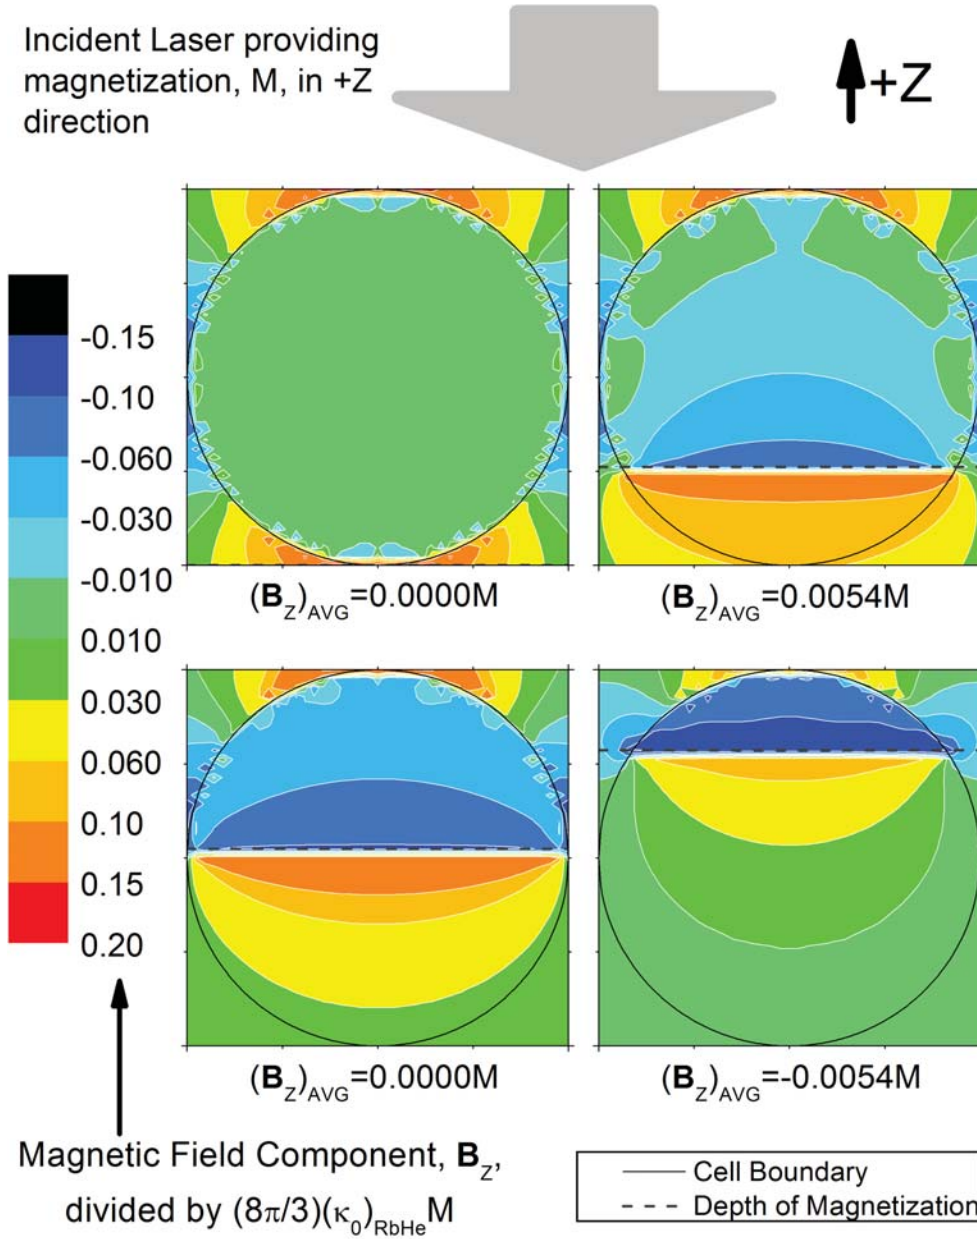 Incident Laser providing
magnetization, M, in +Z
direction
+Z
-0.15
-0.10
-0.060
-0.030
-0.010
0.010
0.030
0.060
0.10
0.15
0.20
(B_Z)_AVG=0.0000M
(B_Z)_AVG=0.0054M
(B_Z)_AVG=0.0000M
(B_Z)_AVG=-0.0054M
Magnetic Field Component, B_Z,
divided by (8π/3)(κ_0)_RbHe M
Cell Boundary
Depth of Magnetization